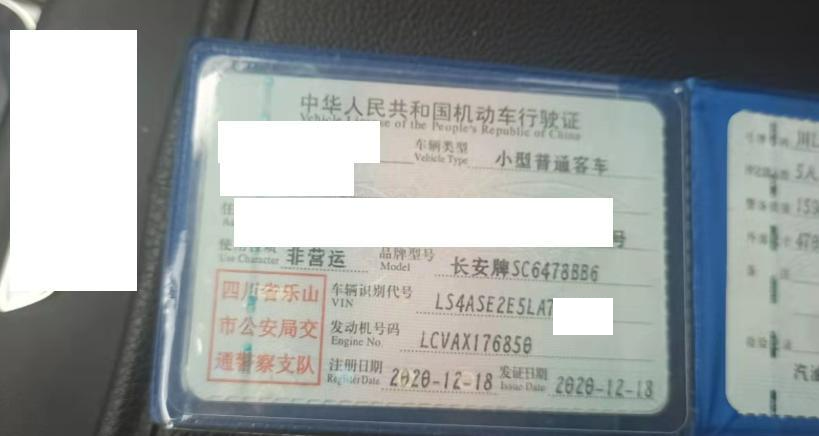 中华人民共和国机动车行驶证
Vehicle License of the People's Republic of China
车辆类型
Vehicle Type
小型普通客车
号
Use Character
非营运
品牌型号
Model
长安牌SC6478BB6
四川省乐山
市公安局交
通警察支队
车辆识别代号
VIN
LS4ASE2E5LA7
发动机号码
Engine No.
LCVAX176850
注册日期
Register Date
2020-12-18
发证日期
Issue Date
2020-12-18
5人
汽油